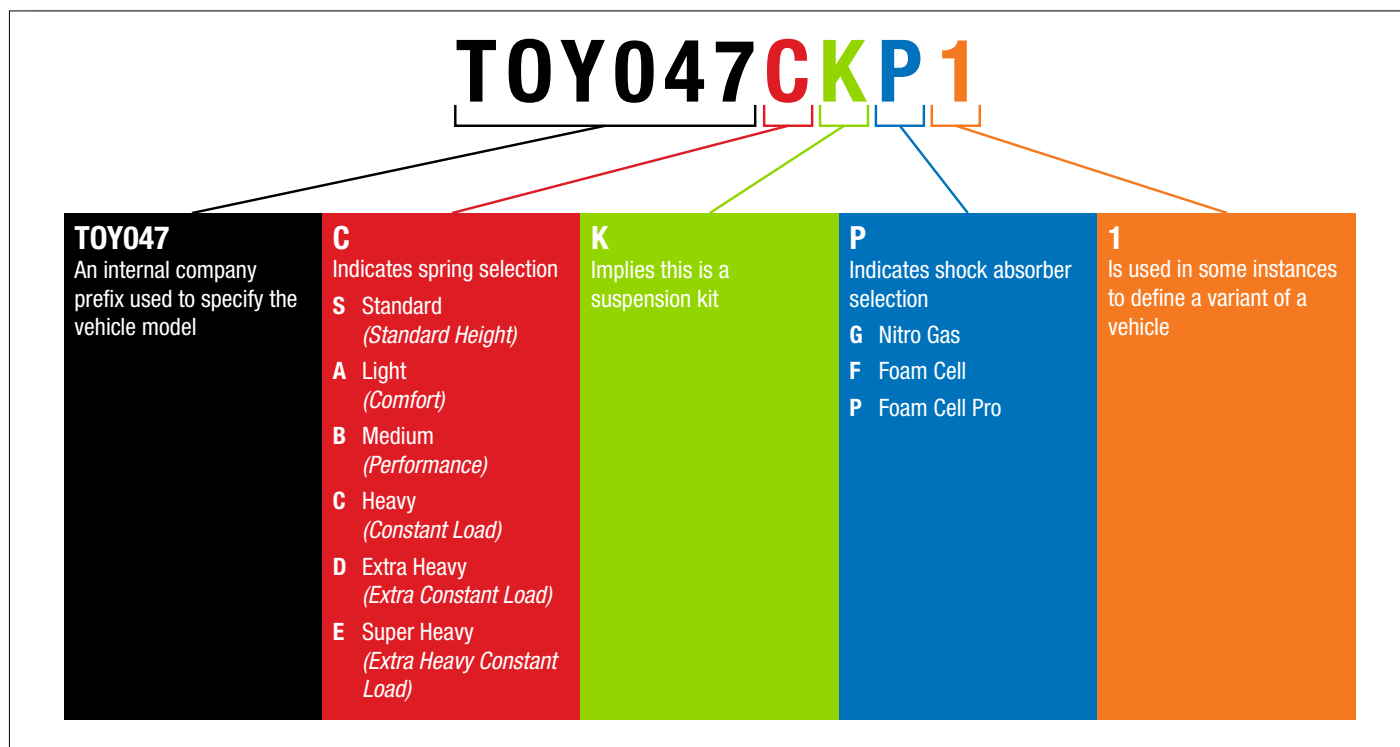 TOY047CKP1
TOY047
An internal company
prefix used to specify the
vehicle model
C
Indicates spring selection
S Standard
(Standard Height)
A Light
(Comfort)
B Medium
(Performance)
C Heavy
(Constant Load)
D Extra Heavy
(Extra Constant Load)
E Super Heavy
(Extra Heavy Constant
Load)
K
Implies this is a
suspension kit
P
Indicates shock absorber
selection
G Nitro Gas
F Foam Cell
P Foam Cell Pro
1
Is used in some instances
to define a variant of a
vehicle